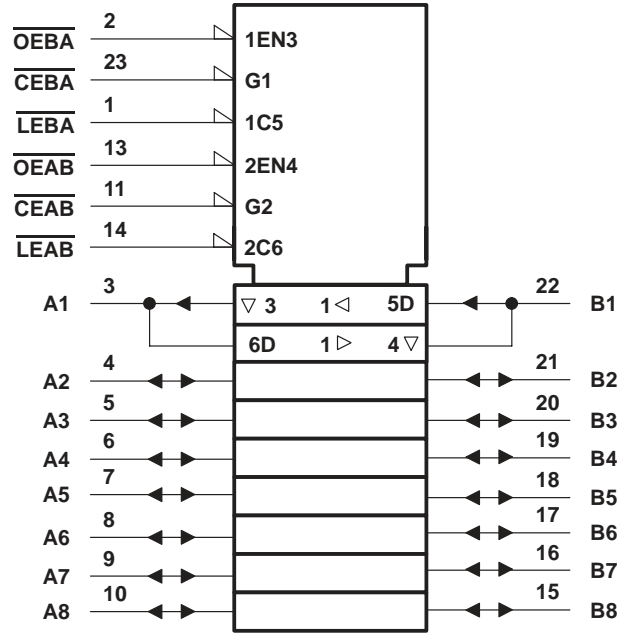 OEBA 2 1EN3
CEBA 23 G1
LEBA 1 1C5
OEAB 13 2EN4
CEAB 11 G2
LEAB 14 2C6
A1 3 ▽ 3 1 ◁ 5D 22 B1
6D 1 ▷ 4 ▽
A2 4 21 B2
A3 5 20 B3
A4 6 19 B4
A5 7 18 B5
A6 8 17 B6
A7 9 16 B7
A8 10 15 B8